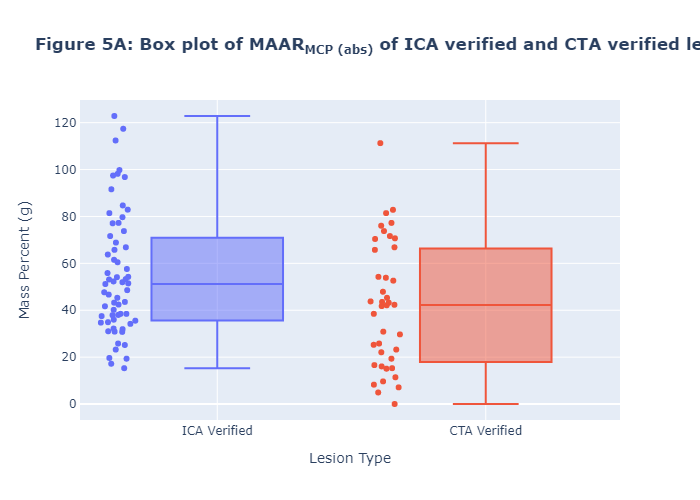 Figure 5A: Box plot of MAAR_MCP (abs) of ICA verified and CTA verified le
120
100
80
60
40
20
0
Mass Percent (g)
ICA Verified
CTA Verified
Lesion Type